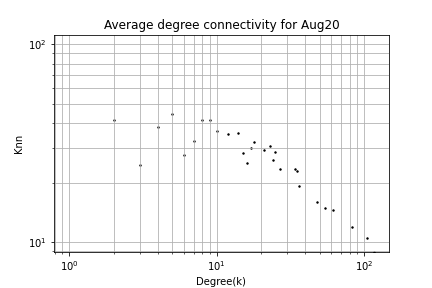 Average degree connectivity for Aug20
10²
Knn
10¹
10⁰ 10¹ 10²
Degree(k)